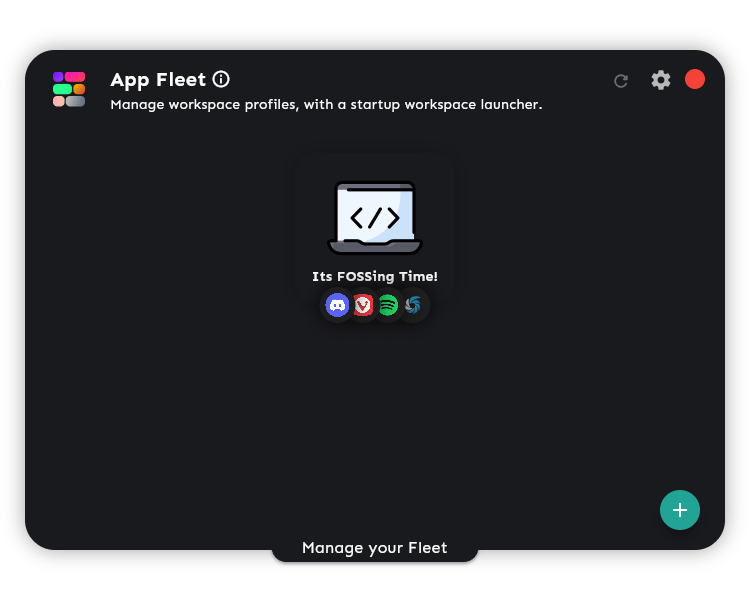 App Fleet
Manage workspace profiles, with a startup workspace launcher.
</>
Its FOSSing Time!
Manage your Fleet